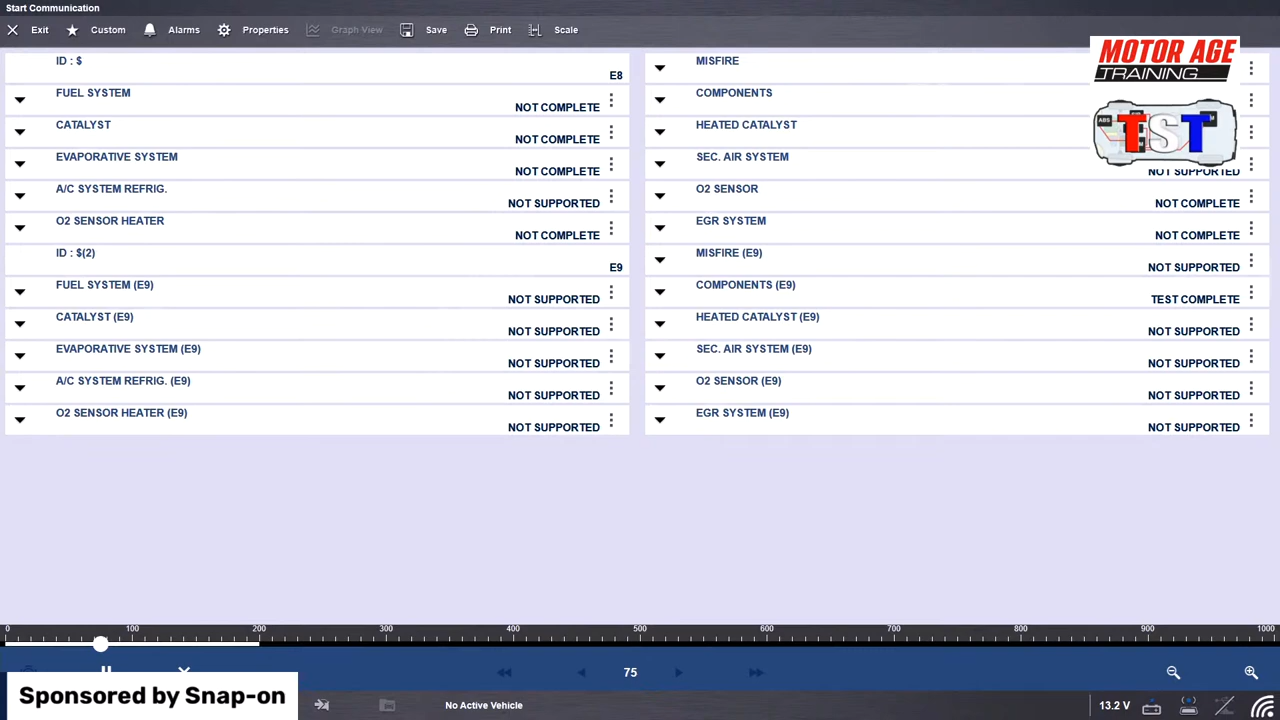 Start Communication
Exit Custom Alarms Properties Graph View Save Print Scale
MOTOR AGE
TRAINING
ABS
TST
ID : $
E8
FUEL SYSTEM
NOT COMPLETE
CATALYST
NOT COMPLETE
EVAPORATIVE SYSTEM
NOT COMPLETE
A/C SYSTEM REFRIG.
NOT SUPPORTED
O2 SENSOR HEATER
NOT COMPLETE
ID : $(2)
E9
FUEL SYSTEM (E9)
NOT SUPPORTED
CATALYST (E9)
NOT SUPPORTED
EVAPORATIVE SYSTEM (E9)
NOT SUPPORTED
A/C SYSTEM REFRIG. (E9)
NOT SUPPORTED
O2 SENSOR HEATER (E9)
NOT SUPPORTED
MISFIRE
COMPONENTS
HEATED CATALYST
SEC. AIR SYSTEM
NOT SUPPORTED
O2 SENSOR
NOT COMPLETE
EGR SYSTEM
NOT COMPLETE
MISFIRE (E9)
NOT SUPPORTED
COMPONENTS (E9)
TEST COMPLETE
HEATED CATALYST (E9)
NOT SUPPORTED
SEC. AIR SYSTEM (E9)
NOT SUPPORTED
O2 SENSOR (E9)
NOT SUPPORTED
EGR SYSTEM (E9)
NOT SUPPORTED
0 100 200 300 400 500 600 700 800 900 1000
75
Sponsored by Snap-on
No Active Vehicle
13.2 V